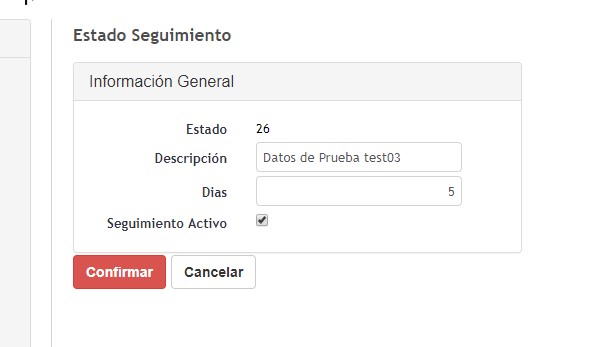 Estado Seguimiento
Información General
Estado 26
Descripción Datos de Prueba test03
Dias 5
Seguimiento Activo
Confirmar Cancelar